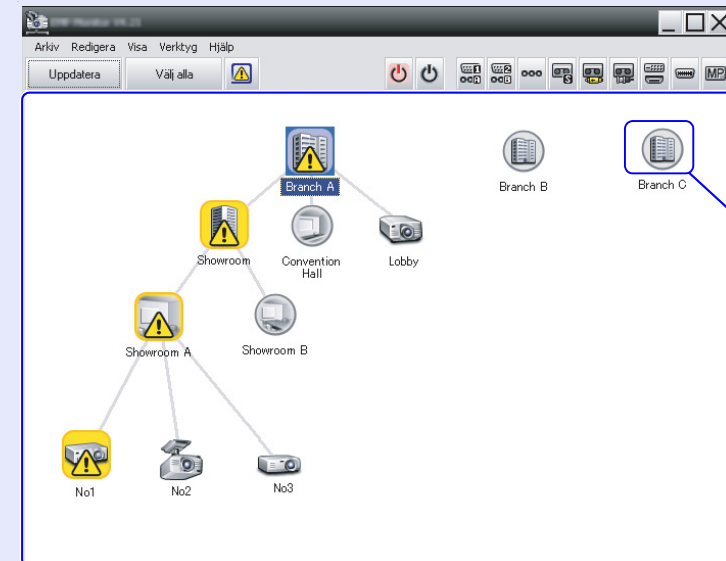 Arkiv Redigera Visa Verktyg Hjälp
Uppdatera Välj alla
MP
Branch A
Branch B
Branch C
Showroom
Convention
Hall
Lobby
Showroom A
Showroom B
No1
No2
No3